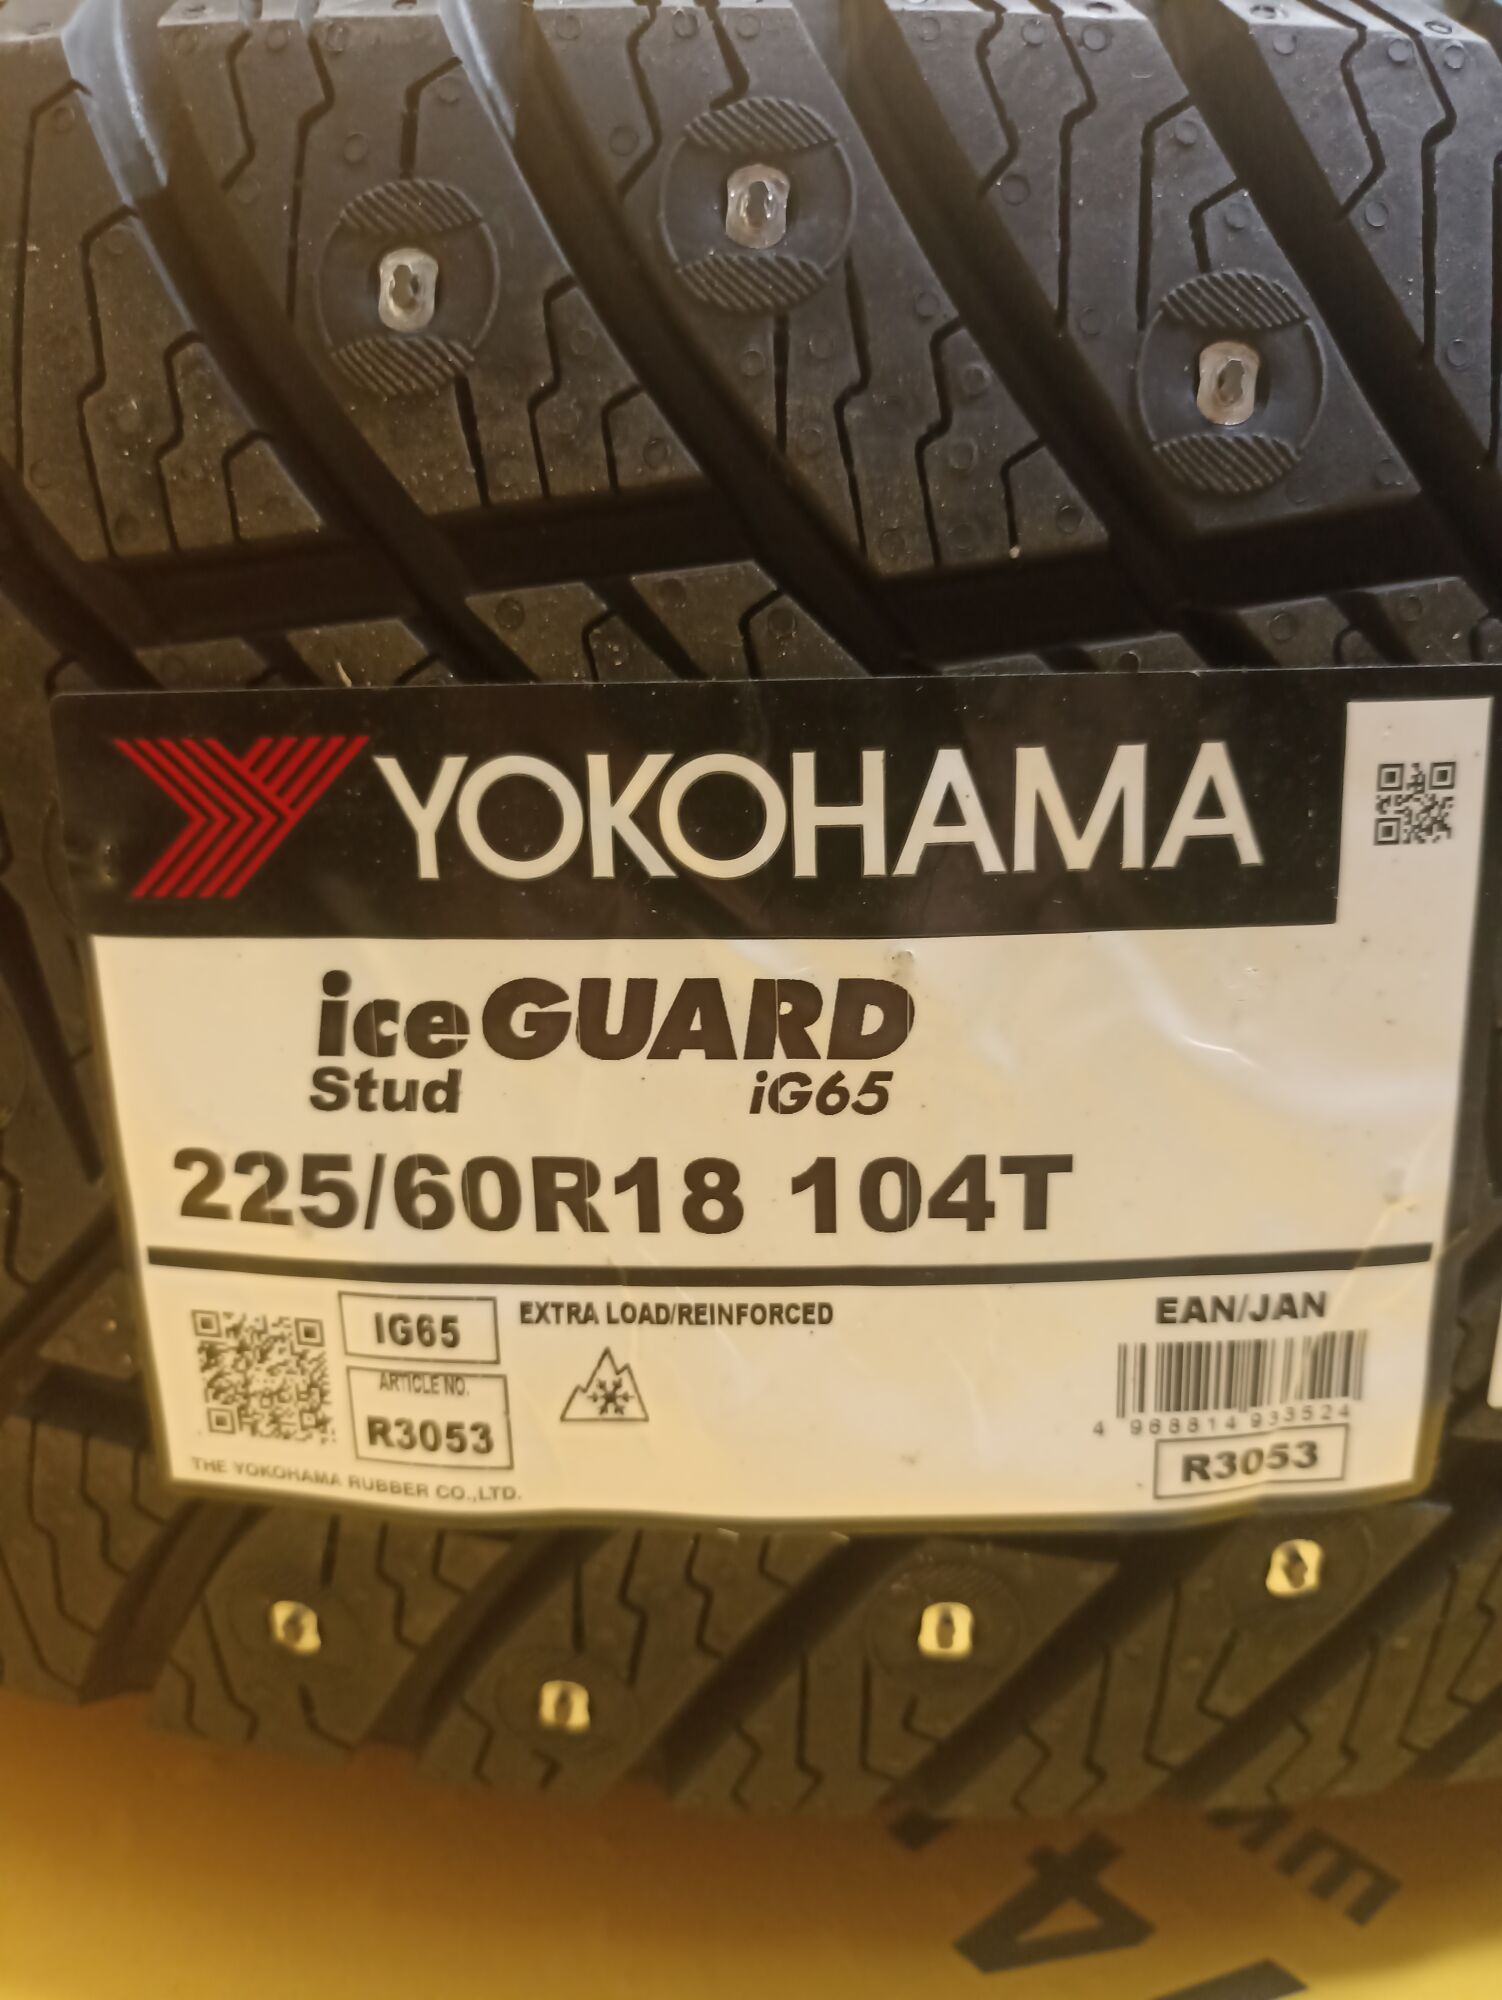 YOKOHAMA
iceGUARD
Stud iG65
225/60R18 104T
IG65
EXTRA LOAD/REINFORCED
EAN/JAN
ARTICLE NO.
R3053
4 968814 933524
R3053
THE YOKOHAMA RUBBER CO.,LTD.
4